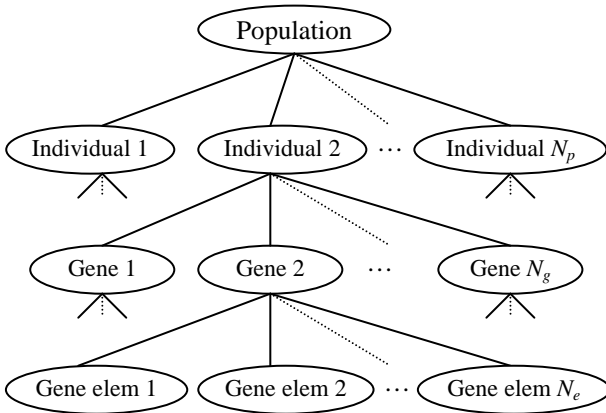 Population
Individual 1 Individual 2 ... Individual Np
Gene 1 Gene 2 ... Gene Ng
Gene elem 1 Gene elem 2 ... Gene elem Ne